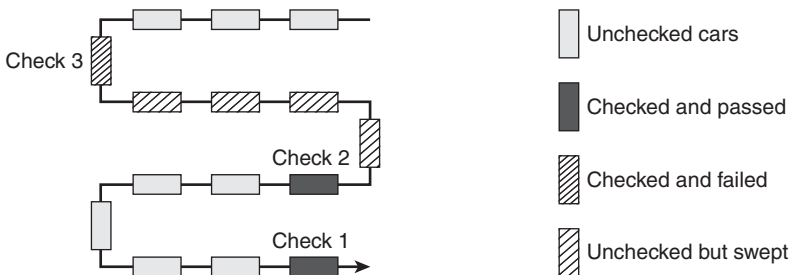 Check 3
Check 2
Check 1
Unchecked cars
Checked and passed
Checked and failed
Unchecked but swept